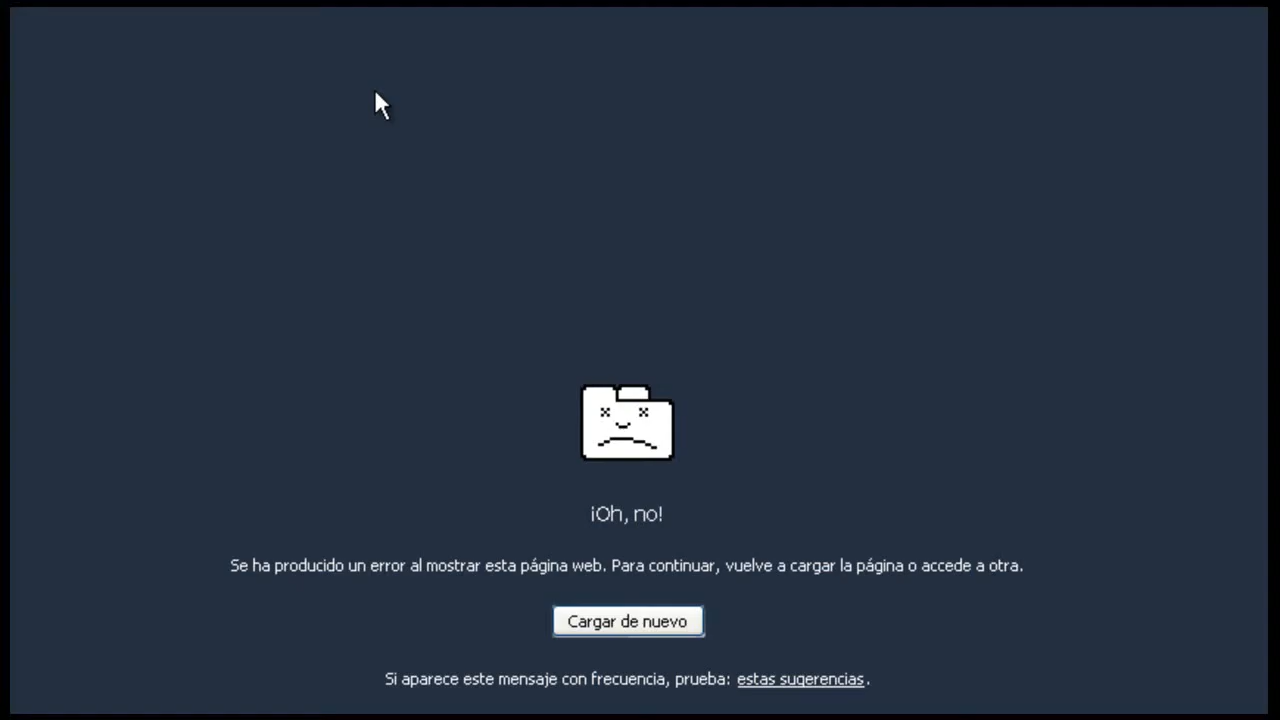 ¡Oh, no!
Se ha producido un error al mostrar esta página web. Para continuar, vuelve a cargar la página o accede a otra.
Cargar de nuevo
Si aparece este mensaje con frecuencia, prueba: estas sugerencias.